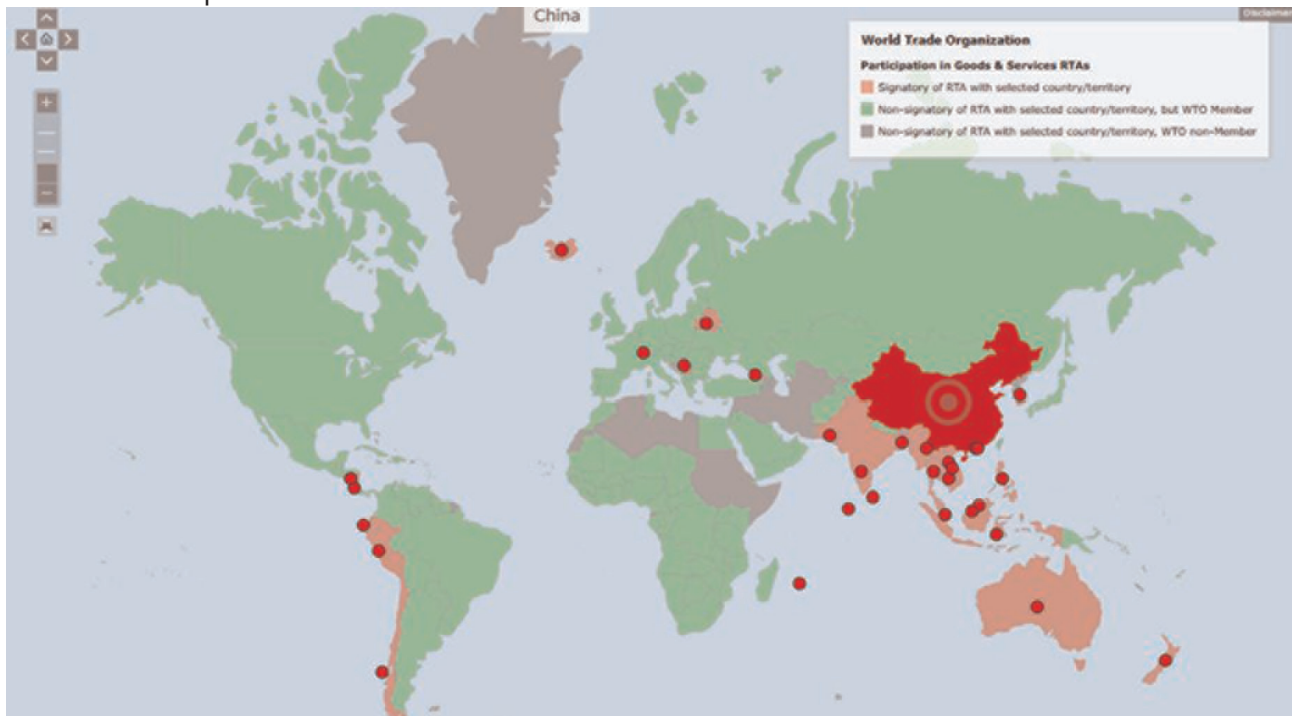 China
Disclaimer
World Trade Organization
Participation in Goods & Services RTAs
Signatory of RTA with selected country/territory
Non-signatory of RTA with selected country/territory, but WTO Member
Non-signatory of RTA with selected country/territory, WTO non-Member